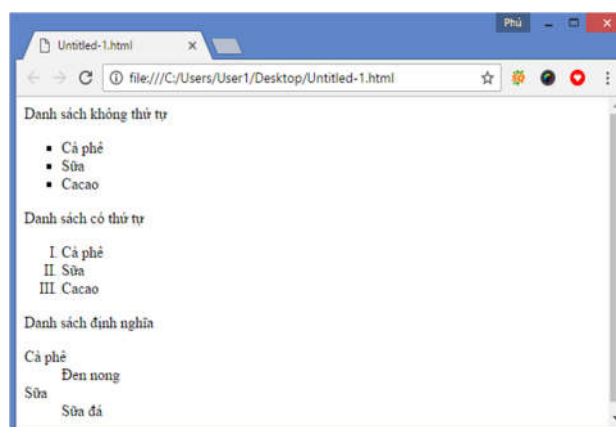 Phú
Untitled-1.html
file:///C:/Users/User1/Desktop/Untitled-1.html
Danh sách không thứ tự
Cà phê
Sữa
Cacao
Danh sách có thứ tự
I. Cà phê
II. Sữa
III. Cacao
Danh sách định nghĩa
Cà phê
Đen nong
Sữa
Sữa đá